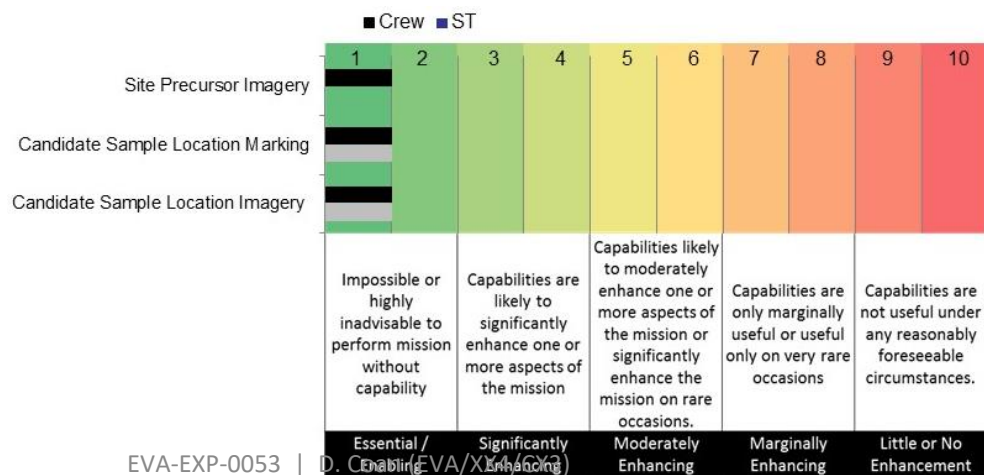 Crew ST
1 2 3 4 5 6 7 8 9 10
Site Precursor Imagery
Candidate Sample Location Marking
Candidate Sample Location Imagery
Impossible or
highly
inadvisable to
perform mission
without
capability
Capabilities are
likely to
significantly
enhance one or
more aspects of
the mission
Capabilities likely
to moderately
enhance one or
more aspects of
the mission or
significantly
enhance the
mission on rare
occasions.
Capabilities are
only marginally
useful or useful
only on very rare
occasions
Capabilities are
not useful under
any reasonably
foreseeable
circumstances.
Essential /
Enabling
Significantly
Enhancing
Moderately
Enhancing
Marginally
Enhancing
Little or No
Enhancement
EVA-EXP-0053 | D. Coan (EVA/XX4/CX3)